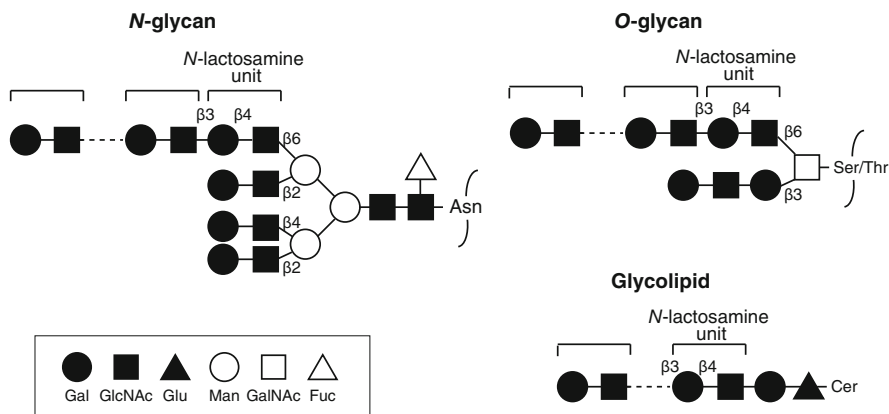 N-glycan
N-lactosamine
unit
β3
β4
β6
β2
β4
β2
Asn
O-glycan
N-lactosamine
unit
β3
β4
β6
β3
Ser/Thr
Glycolipid
N-lactosamine
unit
β3
β4
Cer
Gal GlcNAc Glu Man GalNAc Fuc